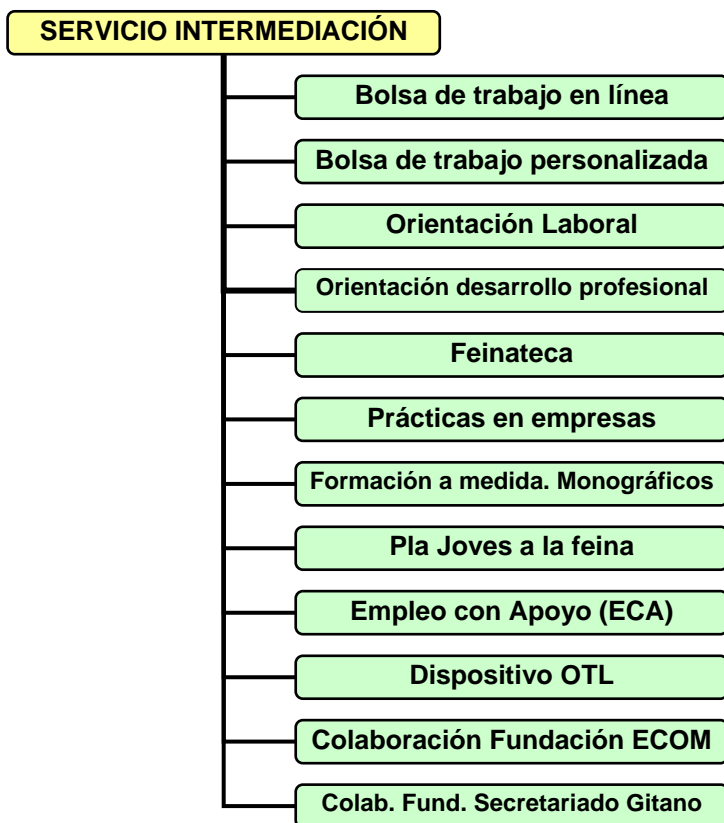 SERVICIO INTERMEDIACIÓN
Bolsa de trabajo en línea
Bolsa de trabajo personalizada
Orientación Laboral
Orientación desarrollo profesional
Feinateca
Prácticas en empresas
Formación a medida. Monográficos
Pla Joves a la feina
Empleo con Apoyo (ECA)
Dispositivo OTL
Colaboración Fundación ECOM
Colab. Fund. Secretariado Gitano